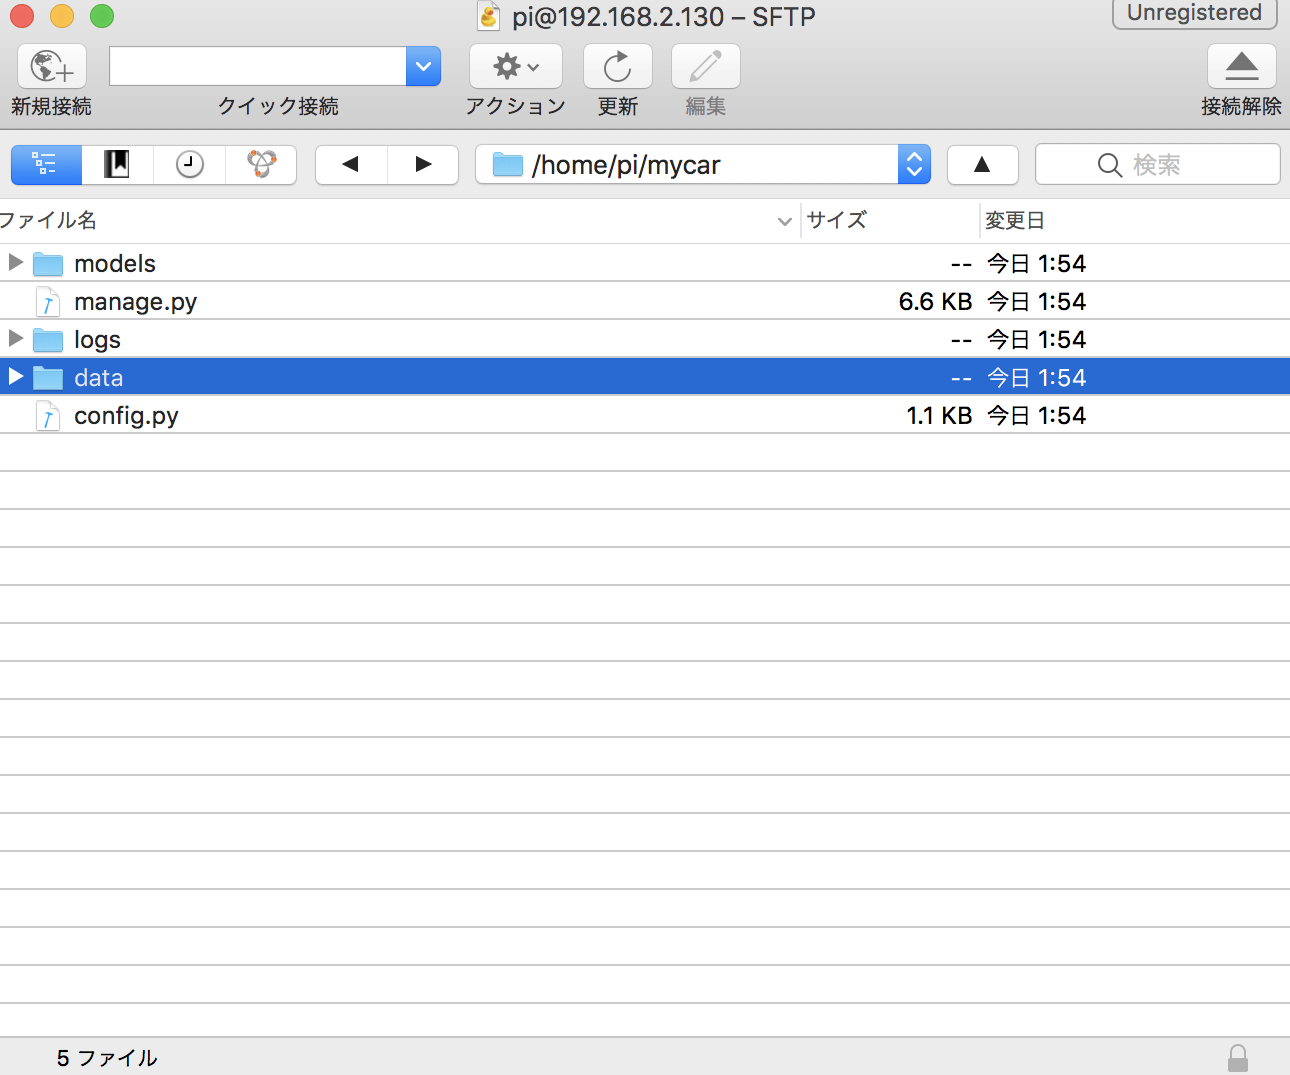 pi@192.168.2.130 – SFTP
Unregistered
新規接続
クイック接続
アクション
更新
編集
接続解除
/home/pi/mycar
検索
ファイル名 サイズ 変更日
models -- 今日 1:54
manage.py 6.6 KB 今日 1:54
logs -- 今日 1:54
data -- 今日 1:54
config.py 1.1 KB 今日 1:54
5 ファイル